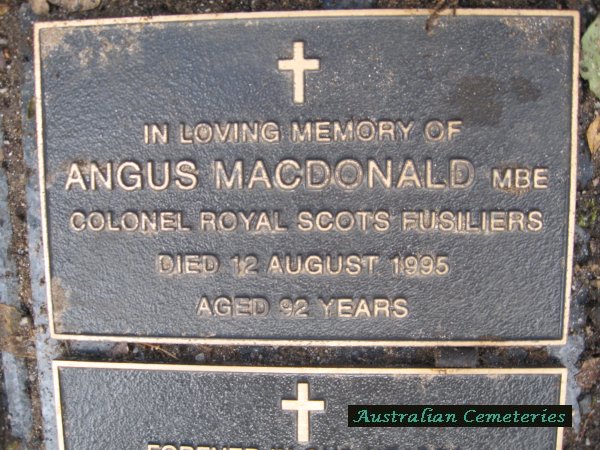 IN LOVING MEMORY OF
ANGUS MACDONALD MBE
COLONEL ROYAL SCOTS FUSILIERS
DIED 12 AUGUST 1995
AGED 92 YEARS
Australian Cemeteries